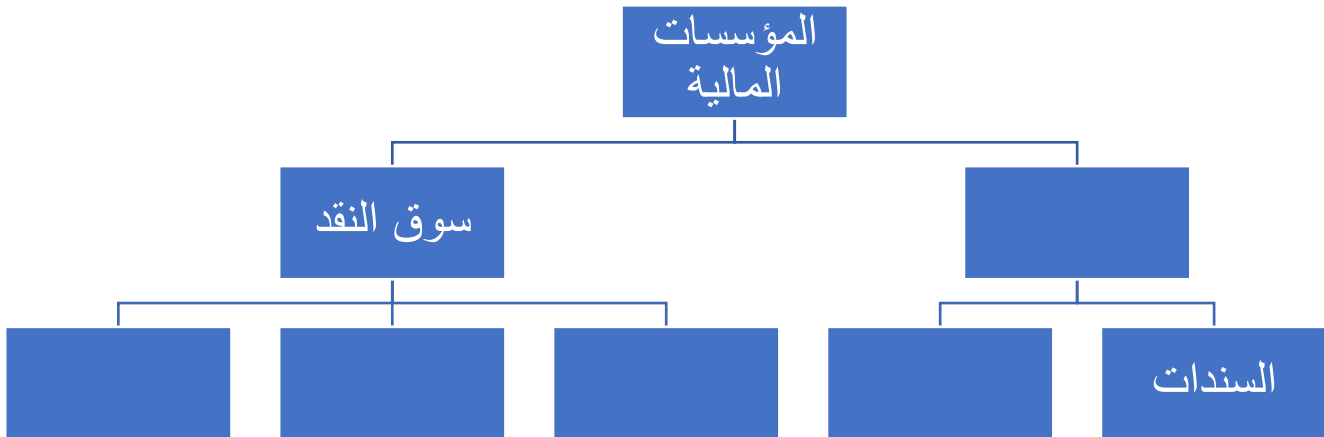 المؤسسات
المالية
سوق النقد
السندات